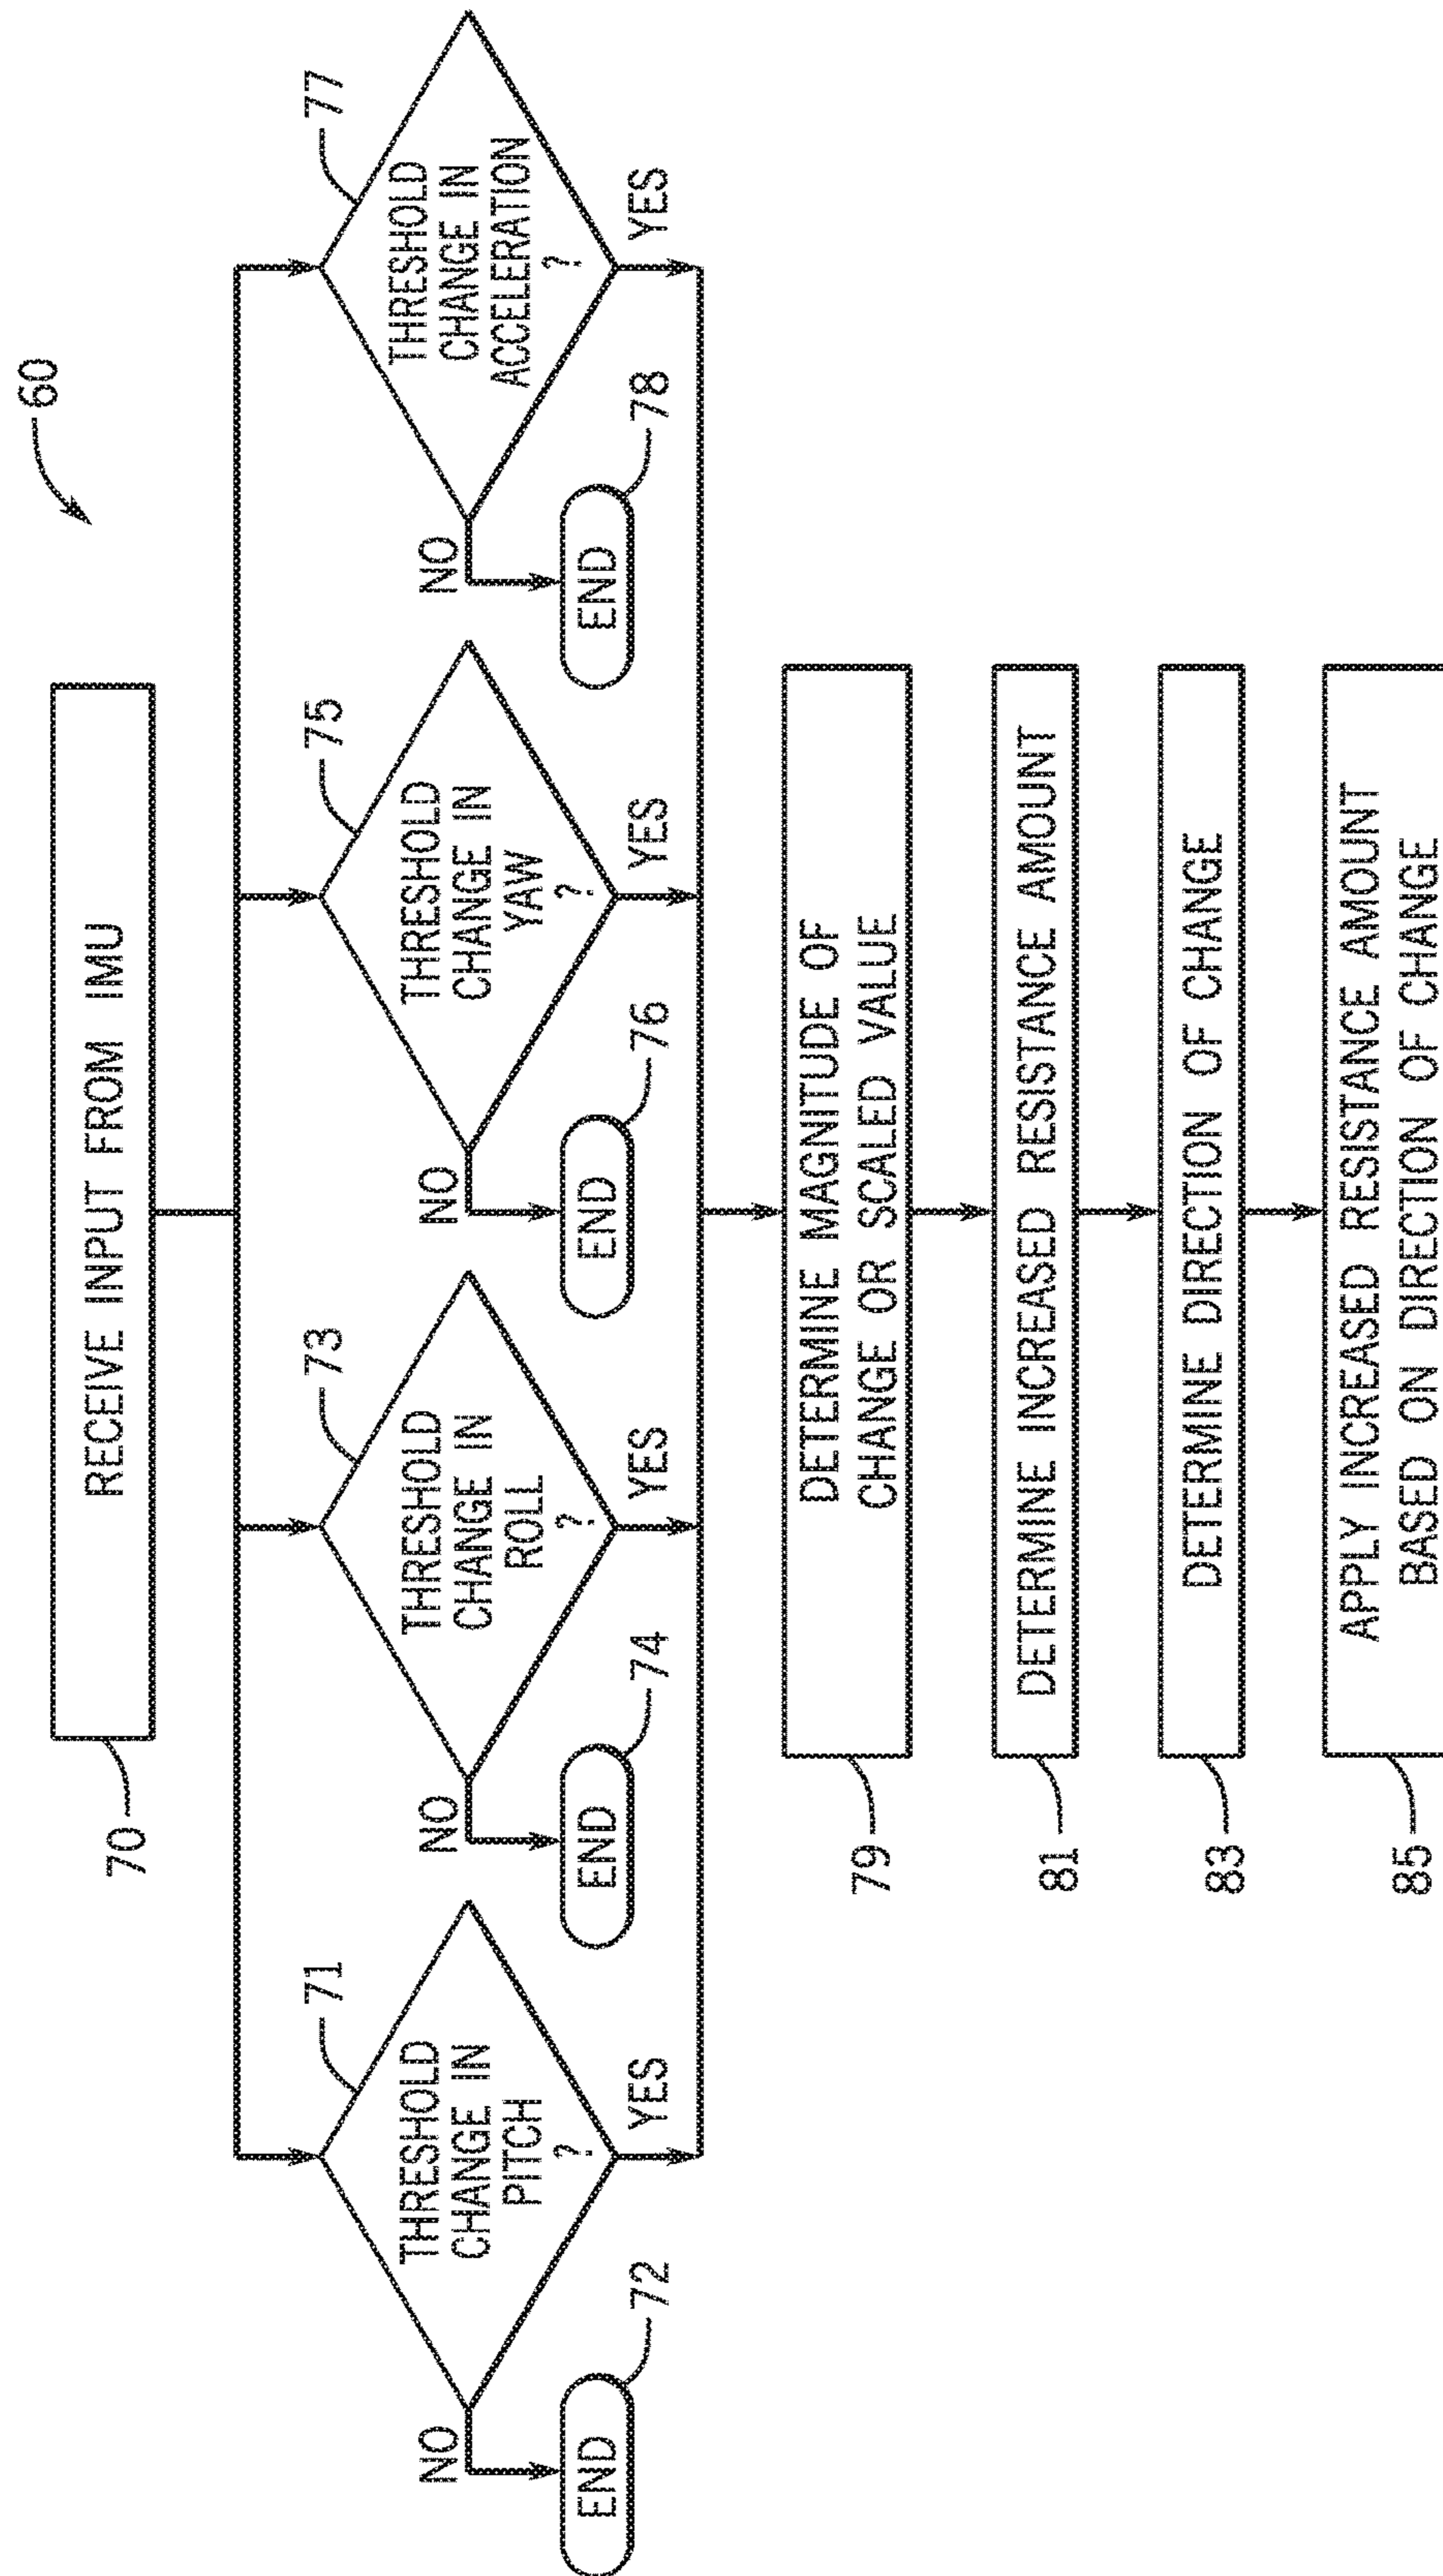 60
70
RECEIVE INPUT FROM IMU
71
THRESHOLD
CHANGE IN
PITCH
?
NO
YES
END
72
73
THRESHOLD
CHANGE IN
ROLL
?
NO
YES
END
74
75
THRESHOLD
CHANGE IN
YAW
?
NO
YES
END
76
77
THRESHOLD
CHANGE IN
ACCELERATION
?
NO
YES
END
78
79
DETERMINE MAGNITUDE OF
CHANGE OR SCALED VALUE
81
DETERMINE INCREASED RESISTANCE AMOUNT
83
DETERMINE DIRECTION OF CHANGE
85
APPLY INCREASED RESISTANCE AMOUNT
BASED ON DIRECTION OF CHANGE